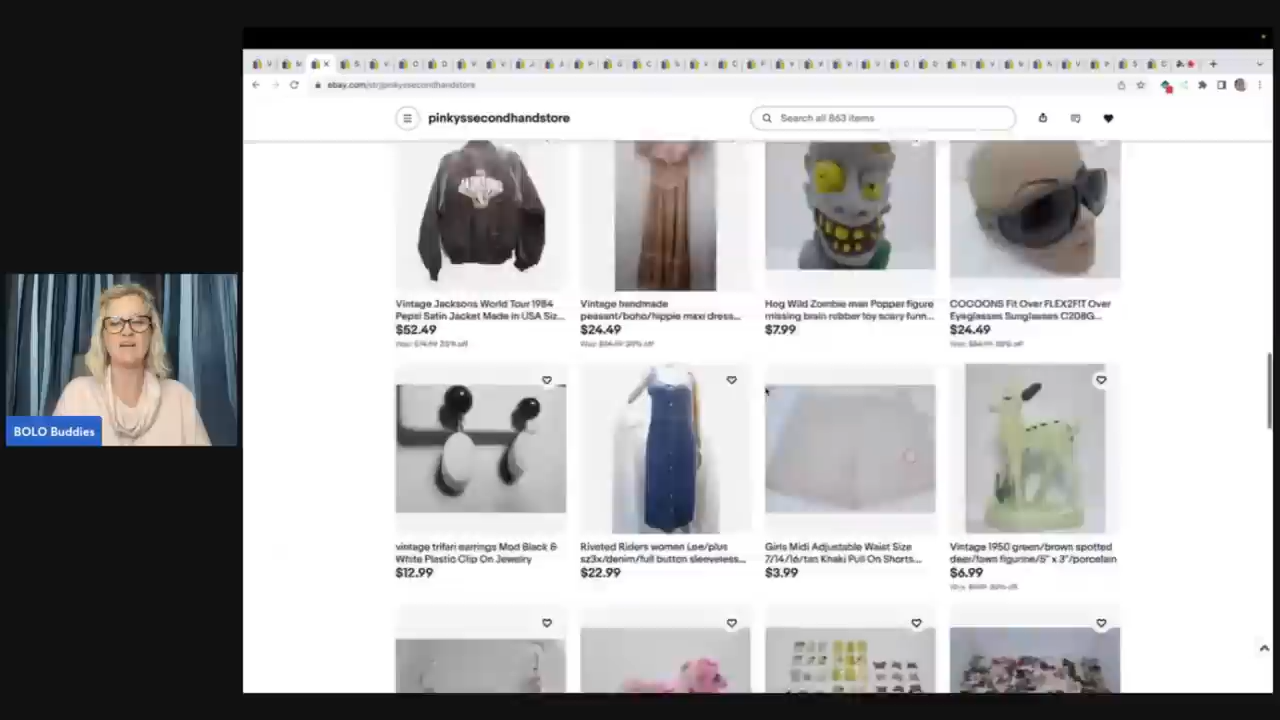 ebay.com/str/pinkyssecondhandstore
pinkyssecondhandstore
Search all 863 items
Vintage Jacksons World Tour 1984
Pepsi Satin Jacket Made in USA Siz...
$52.49
Vintage handmade
peasant/boho/hippie maxi dress...
$24.49
Hog Wild Zombie man Popper figure
missing brain rubber toy scary funn...
$7.99
COCOONS Fit Over FLEX2FIT Over
Eyeglasses Sunglasses C208G...
$24.49
vintage trifari earrings Mod Black &
White Plastic Clip On Jewelry
$12.99
Riveted Riders women Lee/plus
sz3x/denim/full button sleeveless...
$22.99
Girls Midi Adjustable Waist Size
7/14/16/tan Khaki Pull On Shorts...
$3.99
Vintage 1950 green/brown spotted
deer/fawn figurine/5" x 3"/porcelain
$6.99
BOLO Buddies